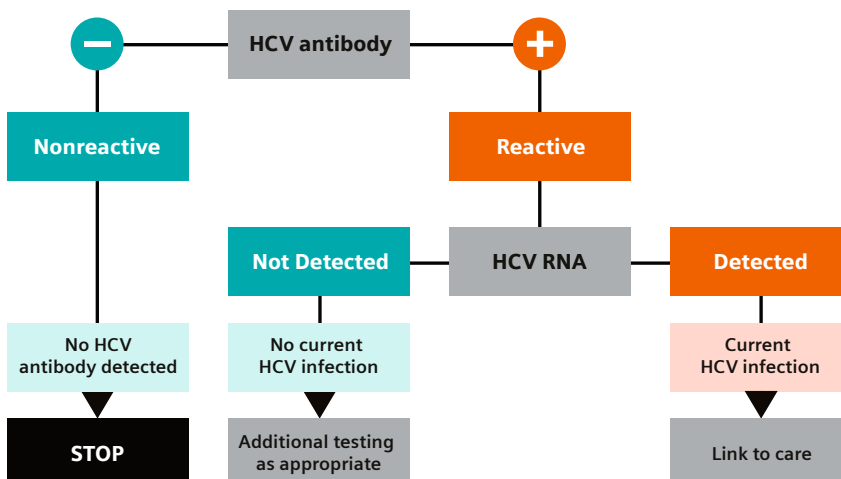 HCV antibody
Nonreactive
Reactive
Not Detected
HCV RNA
Detected
No HCV
antibody detected
No current
HCV infection
Current
HCV infection
STOP
Additional testing
as appropriate
Link to care